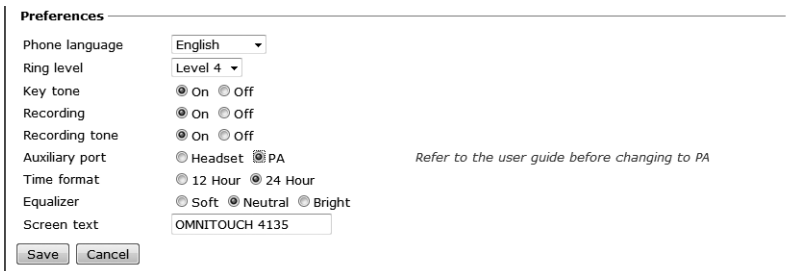 Preferences
Phone language English
Ring level Level 4
Key tone On Off
Recording On Off
Recording tone On Off
Auxiliary port Headset PA Refer to the user guide before changing to PA
Time format 12 Hour 24 Hour
Equalizer Soft Neutral Bright
Screen text OMNITOUCH 4135
Save Cancel